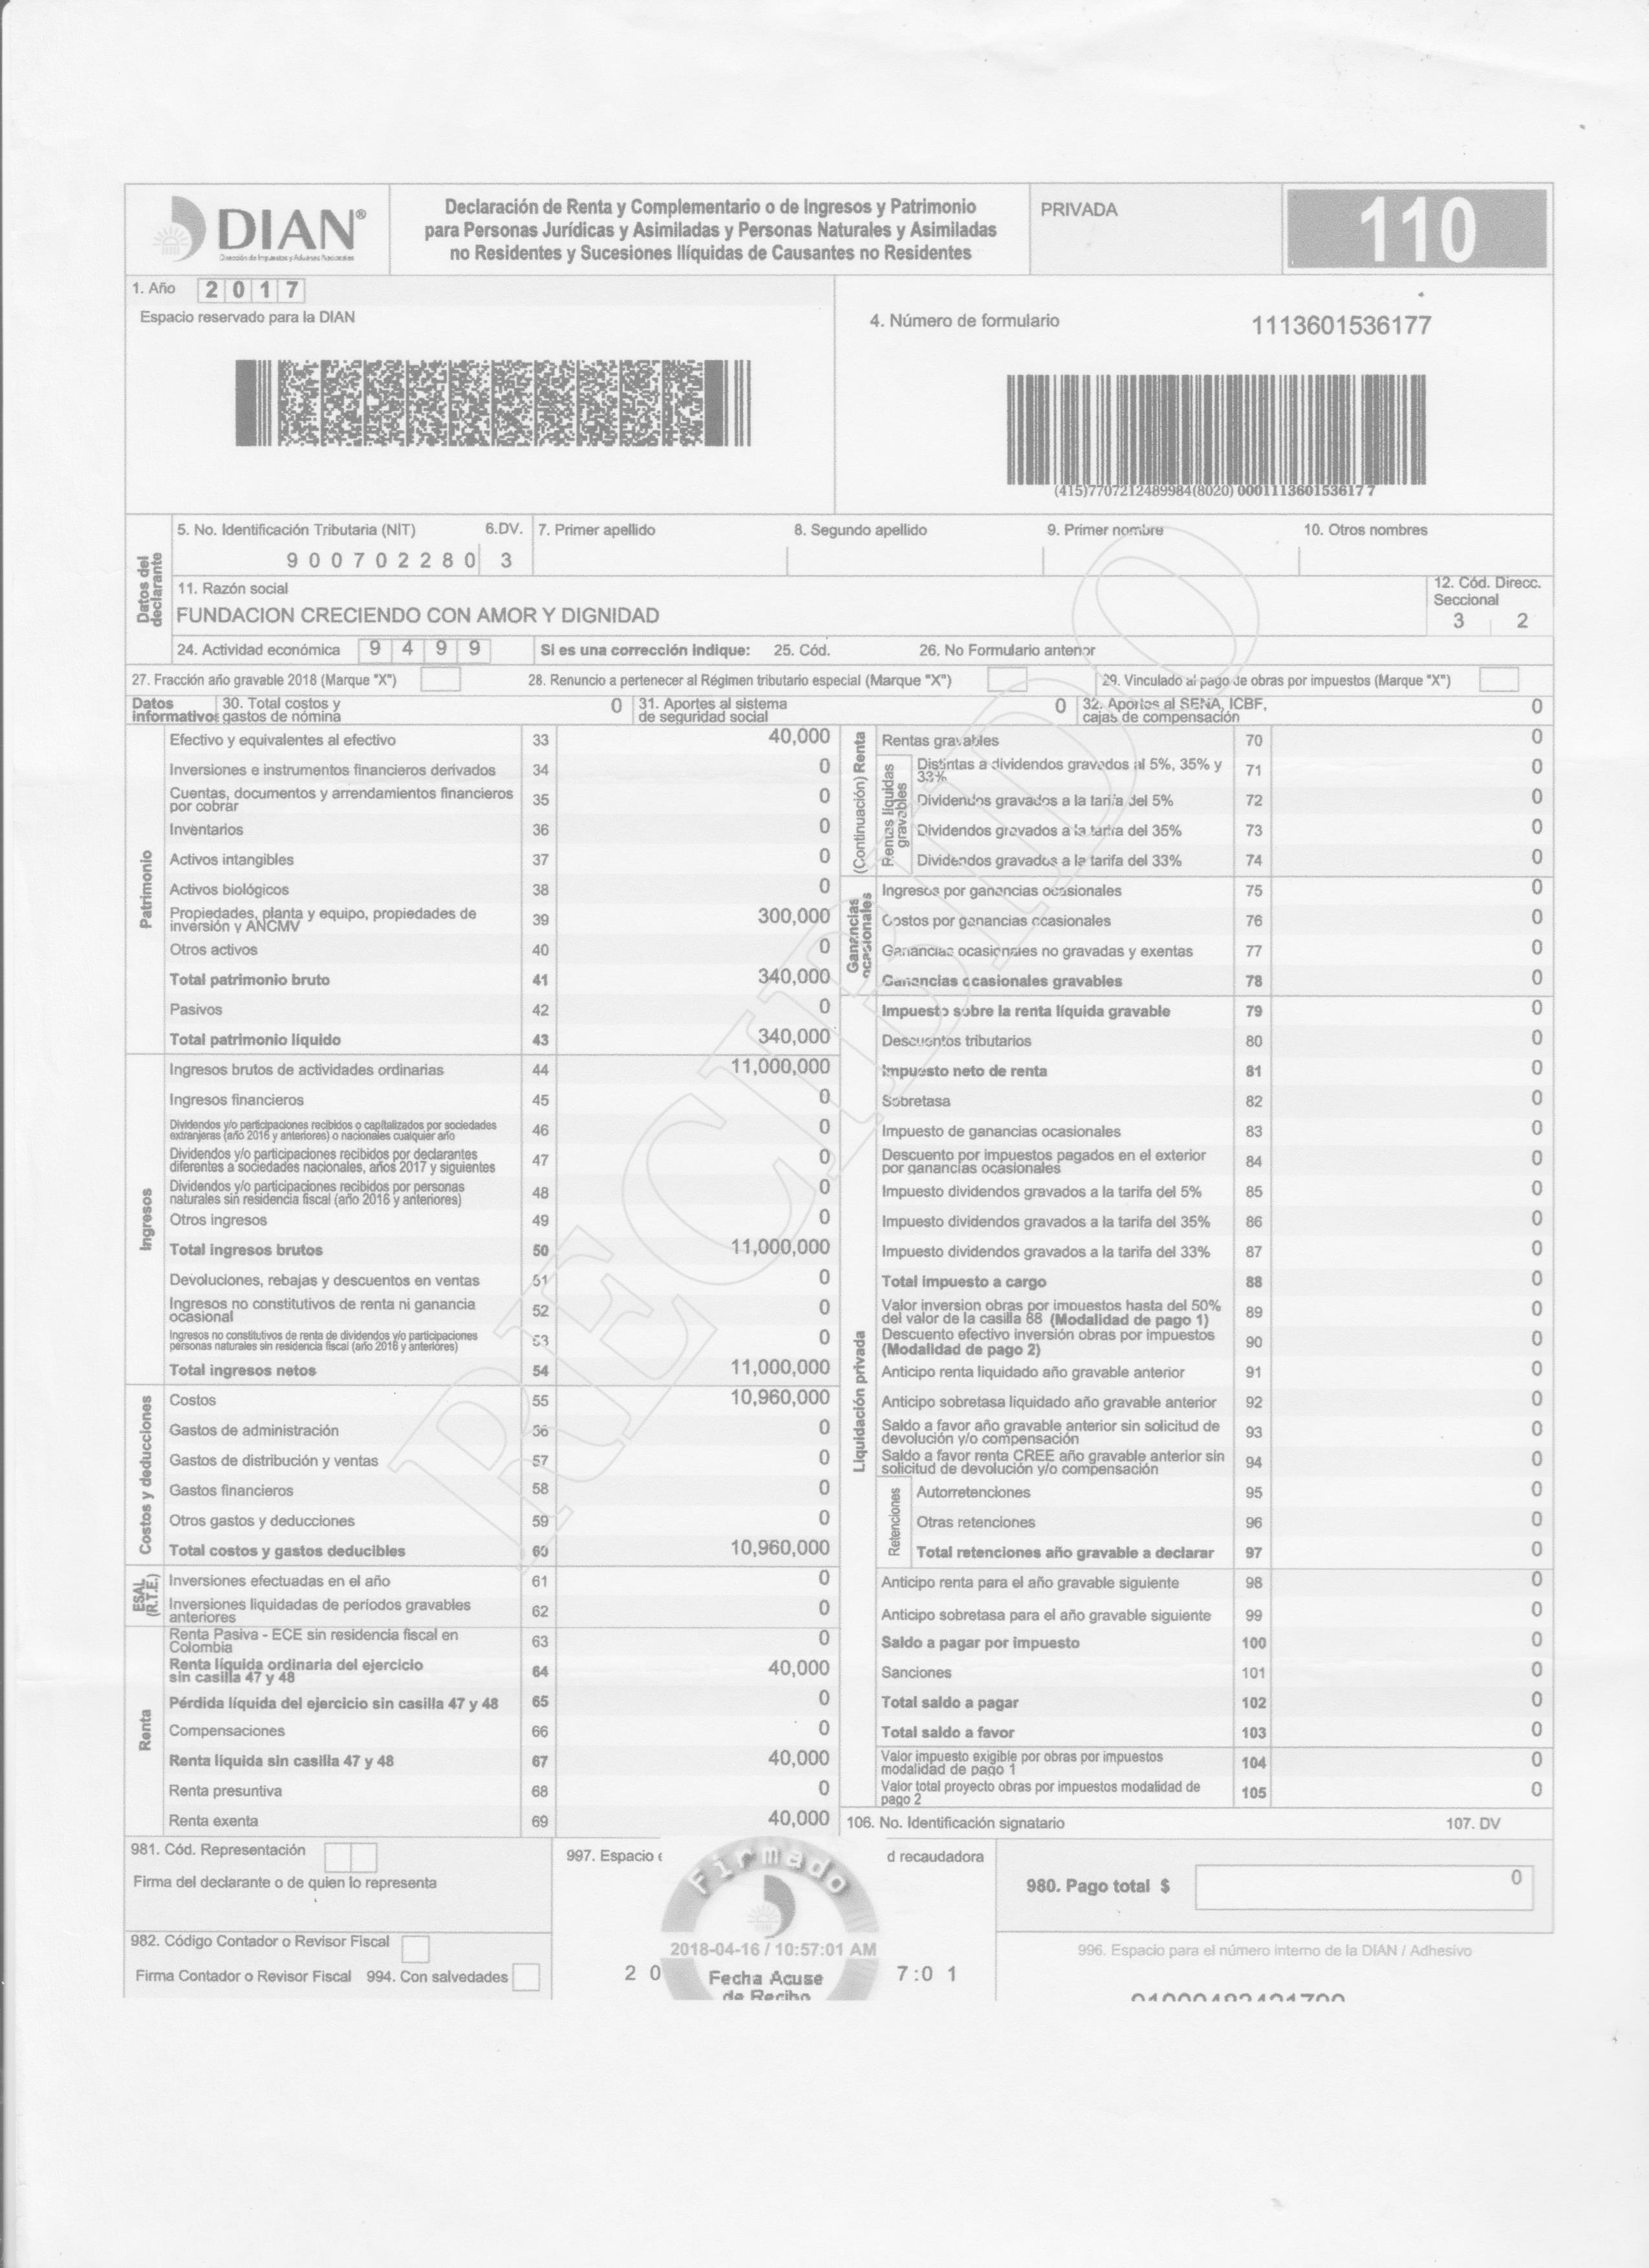 DIAN®
Dirección de Impuestos y Aduanas Nacionales
Declaración de Renta y Complementario o de Ingresos y Patrimonio
para Personas Jurídicas y Asimiladas y Personas Naturales y Asimiladas
no Residentes y Sucesiones Ilíquidas de Causantes no Residentes
PRIVADA
110
1. Año 2 0 1 7
Espacio reservado para la DIAN
4. Número de formulario 1113601536177
(415)7707212489984(8020) 0001113601536177
Datos del declarante
5. No. Identificación Tributaria (NIT) 6.DV. 7. Primer apellido 8. Segundo apellido 9. Primer nombre 10. Otros nombres
9 0 0 7 0 2 2 8 0 3
11. Razón social 12. Cód. Direcc. Seccional
FUNDACION CRECIENDO CON AMOR Y DIGNIDAD 3 2
24. Actividad económica 9 4 9 9 Si es una corrección indique: 25. Cód. 26. No Formulario anterior
27. Fracción año gravable 2018 (Marque "X") 28. Renuncio a pertenecer al Régimen tributario especial (Marque "X") 29. Vinculado al pago de obras por impuestos (Marque "X")
Datos informativos 30. Total costos y gastos de nómina 0 31. Aportes al sistema de seguridad social 0 32. Aportes al SENA, ICBF, cajas de compensación 0
Patrimonio
Efectivo y equivalentes al efectivo 33 40,000
Inversiones e instrumentos financieros derivados 34 0
Cuentas, documentos y arrendamientos financieros por cobrar 35 0
Inventarios 36 0
Activos intangibles 37 0
Activos biológicos 38 0
Propiedades, planta y equipo, propiedades de inversión y ANCMV 39 300,000
Otros activos 40 0
Total patrimonio bruto 41 340,000
Pasivos 42 0
Total patrimonio líquido 43 340,000
Ingresos
Ingresos brutos de actividades ordinarias 44 11,000,000
Ingresos financieros 45 0
Dividendos y/o participaciones recibidos o capitalizados por sociedades extranjeras (año 2016 y anteriores) o nacionales cualquier año 46 0
Dividendos y/o participaciones recibidos por declarantes diferentes a sociedades nacionales, años 2017 y siguientes 47 0
Dividendos y/o participaciones recibidos por personas naturales sin residencia fiscal (año 2016 y anteriores) 48 0
Otros ingresos 49 0
Total ingresos brutos 50 11,000,000
Devoluciones, rebajas y descuentos en ventas 51 0
Ingresos no constitutivos de renta ni ganancia ocasional 52 0
Ingresos no constitutivos de renta de dividendos y/o participaciones personas naturales sin residencia fiscal (año 2016 y anteriores) 53 0
Total ingresos netos 54 11,000,000
Costos y deducciones
Costos 55 10,960,000
Gastos de administración 56 0
Gastos de distribución y ventas 57 0
Gastos financieros 58 0
Otros gastos y deducciones 59 0
Total costos y gastos deducibles 60 10,960,000
ESAL (R.T.E.)
Inversiones efectuadas en el año 61 0
Inversiones liquidadas de periodos gravables anteriores 62 0
Renta
Renta Pasiva - ECE sin residencia fiscal en Colombia 63 0
Renta líquida ordinaria del ejercicio sin casilla 47 y 48 64 40,000
Pérdida líquida del ejercicio sin casilla 47 y 48 65 0
Compensaciones 66 0
Renta líquida sin casilla 47 y 48 67 40,000
Renta presuntiva 68 0
Renta exenta 69 40,000
(Continuación) Renta
Rentas gravables 70 0
Rentas líquidas gravables
Distintas a dividendos gravados al 5%, 35% y 33% 71 0
Dividendos gravados a la tarifa del 5% 72 0
Dividendos gravados a la tarifa del 35% 73 0
Dividendos gravados a la tarifa del 33% 74 0
Ganancias ocasionales
Ingresos por ganancias ocasionales 75 0
Costos por ganancias ocasionales 76 0
Ganancias ocasionales no gravadas y exentas 77 0
Ganancias ocasionales gravables 78 0
Liquidación privada
Impuesto sobre la renta líquida gravable 79 0
Descuentos tributarios 80 0
Impuesto neto de renta 81 0
Sobretasa 82 0
Impuesto de ganancias ocasionales 83 0
Descuento por impuestos pagados en el exterior por ganancias ocasionales 84 0
Impuesto dividendos gravados a la tarifa del 5% 85 0
Impuesto dividendos gravados a la tarifa del 35% 86 0
Impuesto dividendos gravados a la tarifa del 33% 87 0
Total impuesto a cargo 88 0
Valor inversion obras por impuestos hasta del 50% del valor de la casilla 88 (Modalidad de pago 1) 89 0
Descuento efectivo inversión obras por impuestos (Modalidad de pago 2) 90 0
Anticipo renta liquidado año gravable anterior 91 0
Anticipo sobretasa liquidado año gravable anterior 92 0
Saldo a favor año gravable anterior sin solicitud de devolución y/o compensación 93 0
Saldo a favor renta CREE año gravable anterior sin solicitud de devolución y/o compensación 94 0
Retenciones
Autorretenciones 95 0
Otras retenciones 96 0
Total retenciones año gravable a declarar 97 0
Anticipo renta para el año gravable siguiente 98 0
Anticipo sobretasa para el año gravable siguiente 99 0
Saldo a pagar por impuesto 100 0
Sanciones 101 0
Total saldo a pagar 102 0
Total saldo a favor 103 0
Valor impuesto exigible por obras por impuestos modalidad de pago 1 104 0
Valor total proyecto obras por impuestos modalidad de pago 2 105 0
106. No. Identificación signatario 107. DV
RECIBIDO
981. Cód. Representación
Firma del declarante o de quien lo representa
982. Código Contador o Revisor Fiscal
Firma Contador o Revisor Fiscal 994. Con salvedades
997. Espacio e d recaudadora
Firmado
2018-04-16 / 10:57:01 AM
2 0 Fecha Acuse 7:0 1
de Recibo
980. Pago total $ 0
996. Espacio para el número interno de la DIAN / Adhesivo